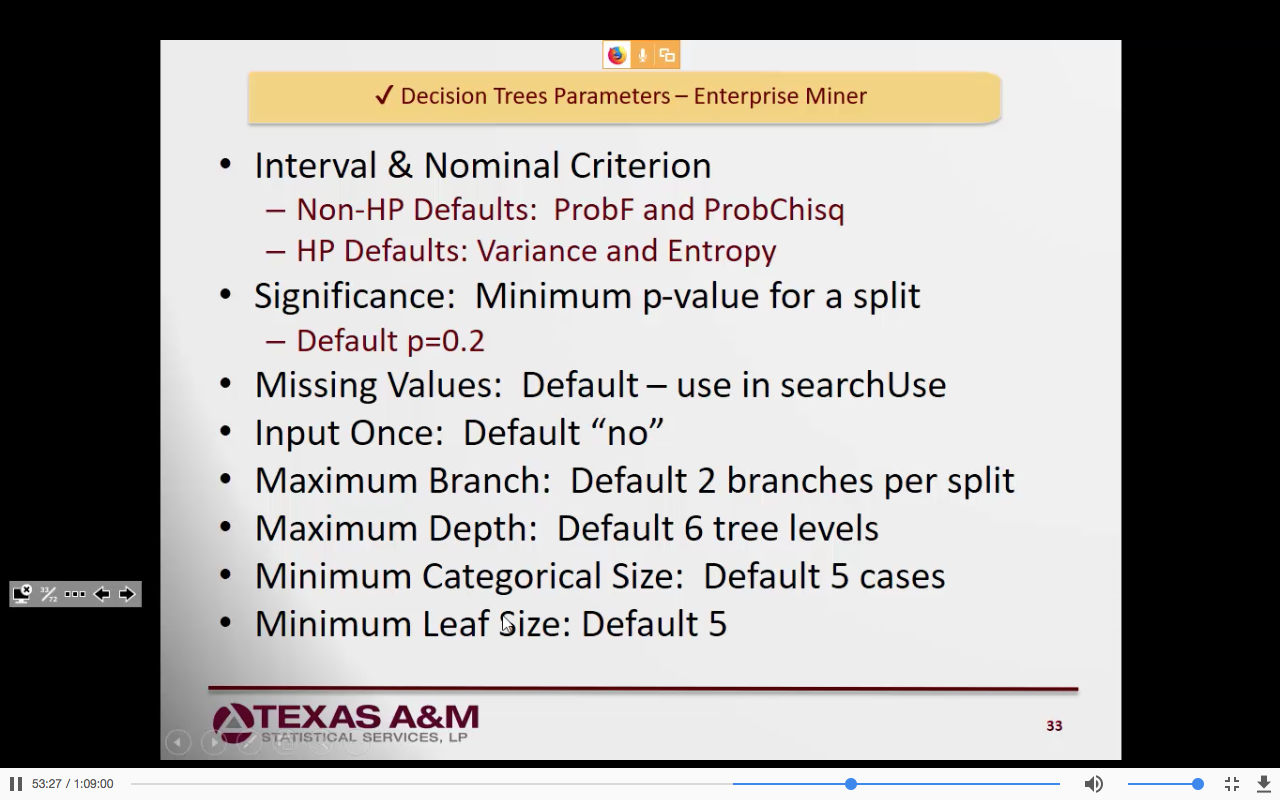 ✓ Decision Trees Parameters – Enterprise Miner
• Interval & Nominal Criterion
– Non-HP Defaults:  ProbF and ProbChisq
– HP Defaults: Variance and Entropy
• Significance:  Minimum p-value for a split
– Default p=0.2
• Missing Values:  Default – use in searchUse
• Input Once:  Default “no”
• Maximum Branch:  Default 2 branches per split
• Maximum Depth:  Default 6 tree levels
• Minimum Categorical Size:  Default 5 cases
• Minimum Leaf Size: Default 5
33/72
TEXAS A&M
STATISTICAL SERVICES, LP
33
53:27 / 1:09:00